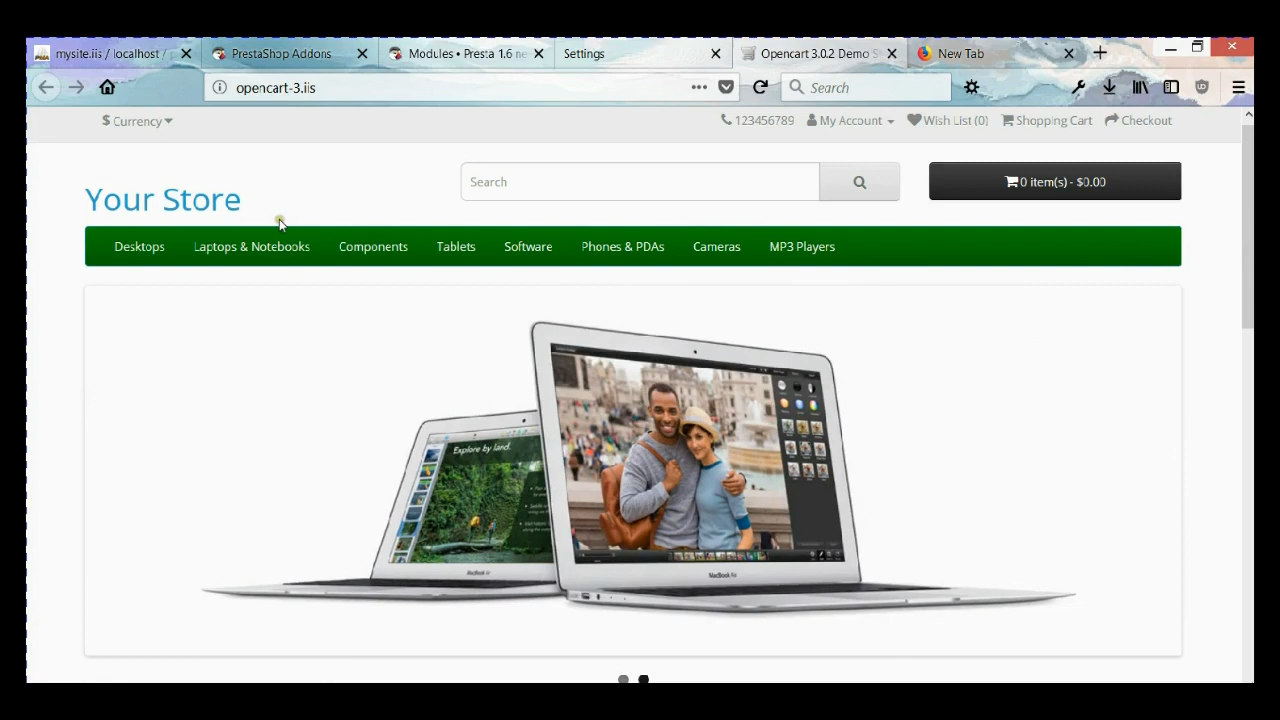 mysite.iis / localhost /
PrestaShop Addons
Modules • Presta 1.6 ne
Settings
Opencart 3.0.2 Demo S
New Tab
opencart-3.iis
Search
$ Currency
123456789
My Account
Wish List (0)
Shopping Cart
Checkout
Your Store
Search
0 item(s) - $0.00
Desktops
Laptops & Notebooks
Components
Tablets
Software
Phones & PDAs
Cameras
MP3 Players
Explore by land.
MacBook Air
MacBook Air